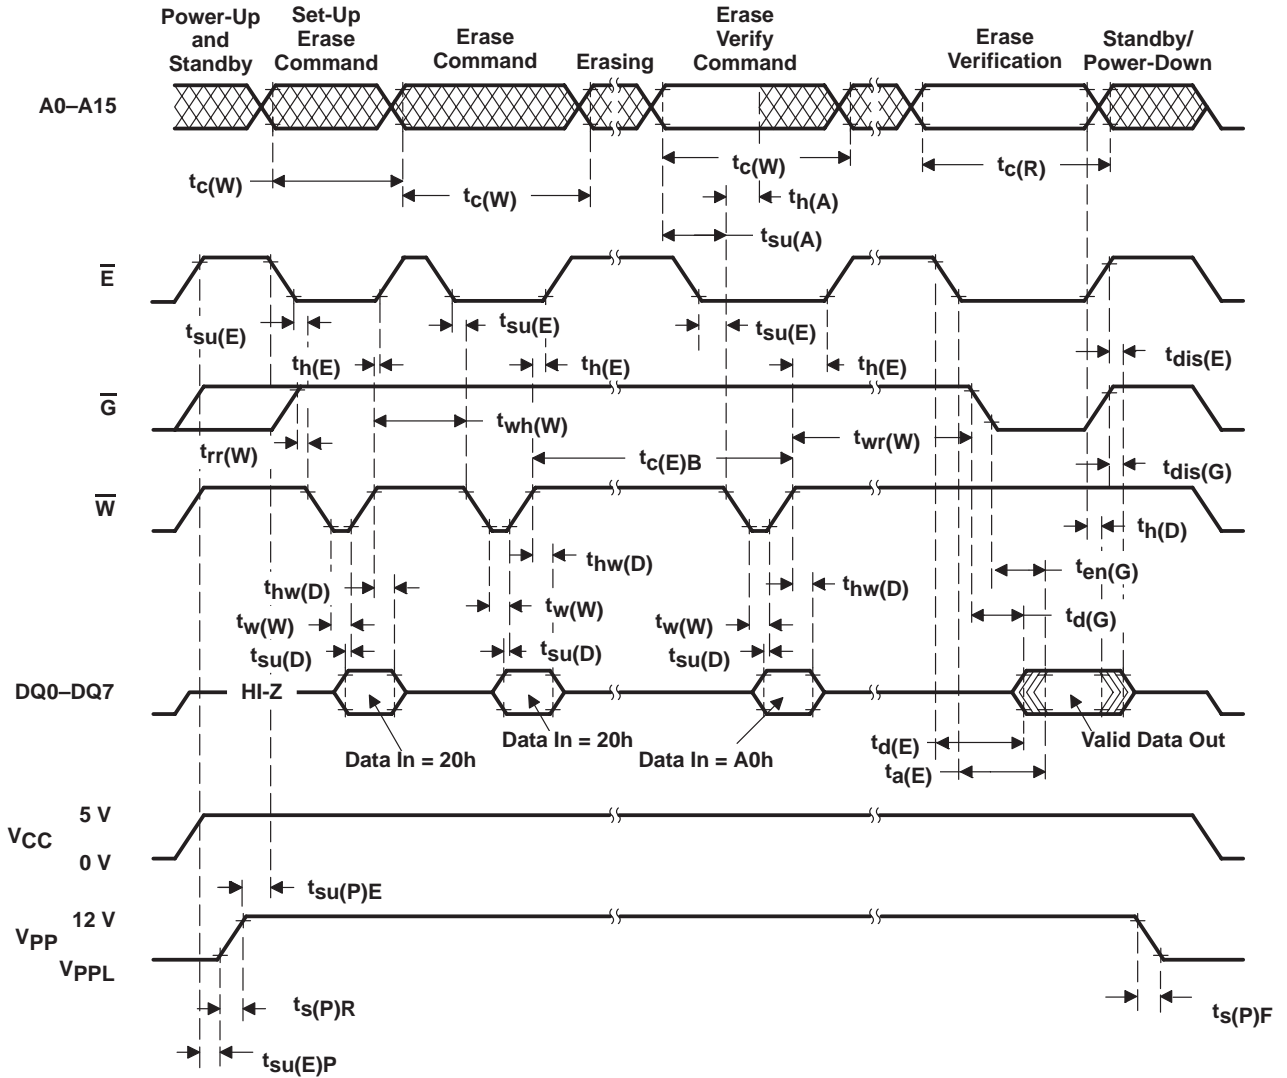 Power-Up
and
Standby
Set-Up
Erase
Command
Erase
Command
Erasing
Erase
Verify
Command
Erase
Verification
Standby/
Power-Down
A0–A15
tc(W)
tc(W)
tc(W)
tc(R)
th(A)
tsu(A)
E
tsu(E)
tsu(E)
tsu(E)
th(E)
th(E)
th(E)
tdis(E)
G
trr(W)
twh(W)
twr(W)
tc(E)B
tdis(G)
W
th(D)
thw(D)
thw(D)
thw(D)
ten(G)
tw(W)
tw(W)
tw(W)
td(G)
tsu(D)
tsu(D)
tsu(D)
DQ0–DQ7
HI-Z
Data In = 20h
Data In = 20h
Data In = A0h
Valid Data Out
td(E)
ta(E)
5 V
VCC
0 V
tsu(P)E
12 V
VPP
VPPL
ts(P)R
ts(P)F
tsu(E)P